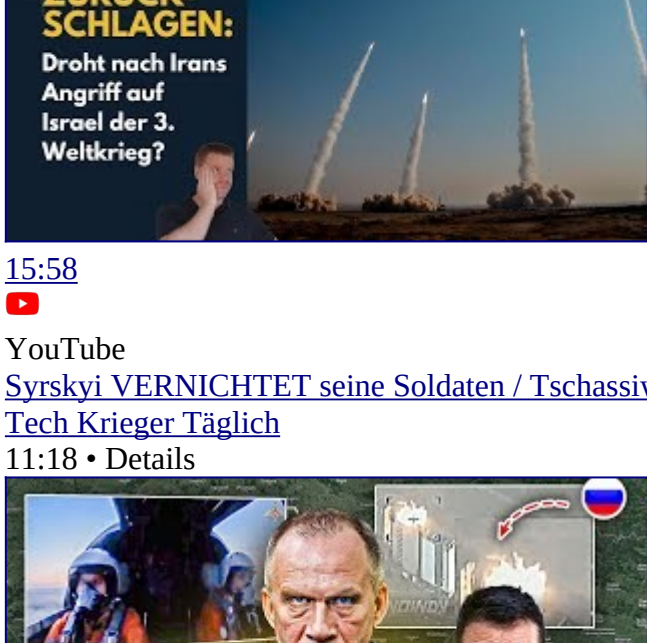 SCHLAGEN:
Droht nach Irans
Angriff auf
Israel der 3.
Weltkrieg?
15:58
YouTube
Syrskyi VERNICHTET seine Soldaten /
Tech Krieger Täglich
11:18 • Details